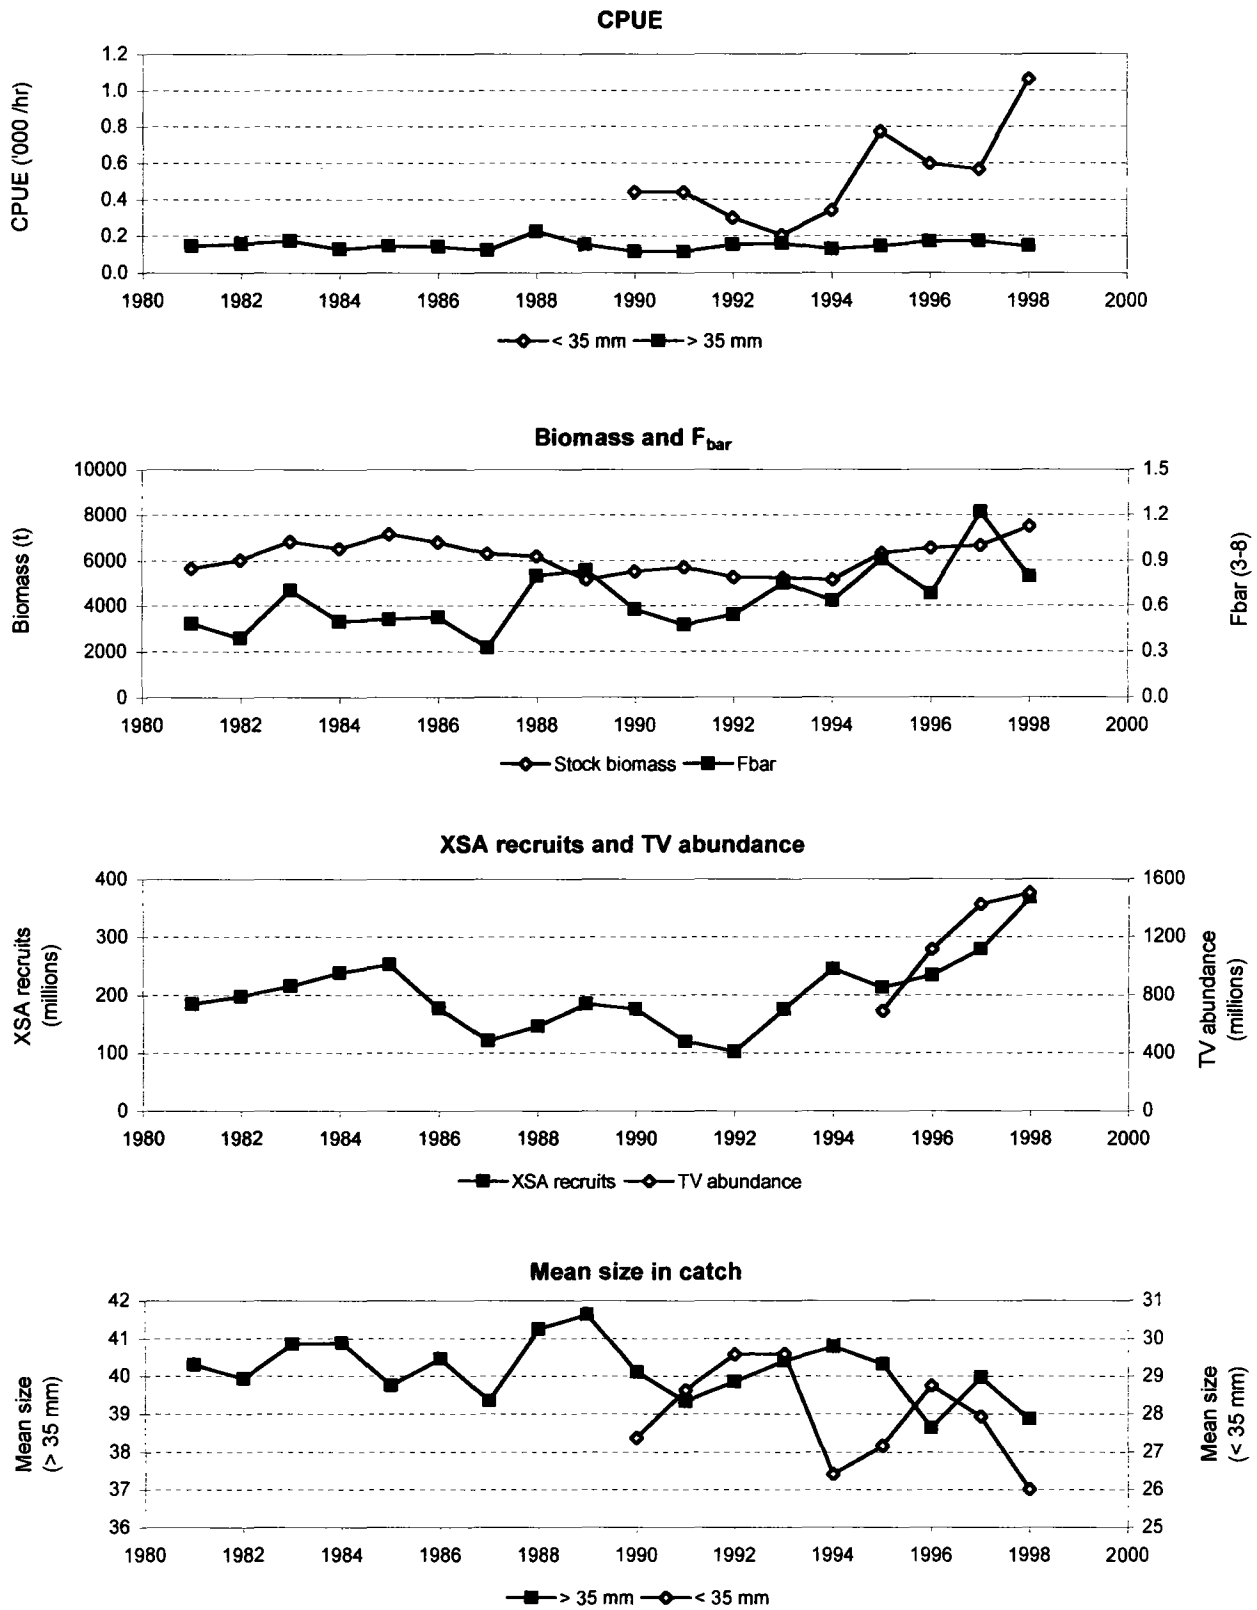 CPUE
CPUE ('000 /hr)
1.2
1.0
0.8
0.6
0.4
0.2
0.0
1980 1982 1984 1986 1988 1990 1992 1994 1996 1998 2000
< 35 mm > 35 mm
Biomass and Fbar
Biomass (t)
10000
8000
6000
4000
2000
0
1.5
1.2
0.9
0.6
0.3
0.0
Fbar (3-8)
1980 1982 1984 1986 1988 1990 1992 1994 1996 1998 2000
Stock biomass Fbar
XSA recruits and TV abundance
XSA recruits
(millions)
400
300
200
100
0
1600
1200
800
400
0
TV abundance
(millions)
1980 1982 1984 1986 1988 1990 1992 1994 1996 1998 2000
XSA recruits TV abundance
Mean size in catch
Mean size
(> 35 mm)
42
41
40
39
38
37
36
31
30
29
28
27
26
25
Mean size
(< 35 mm)
1980 1982 1984 1986 1988 1990 1992 1994 1996 1998 2000
> 35 mm < 35 mm